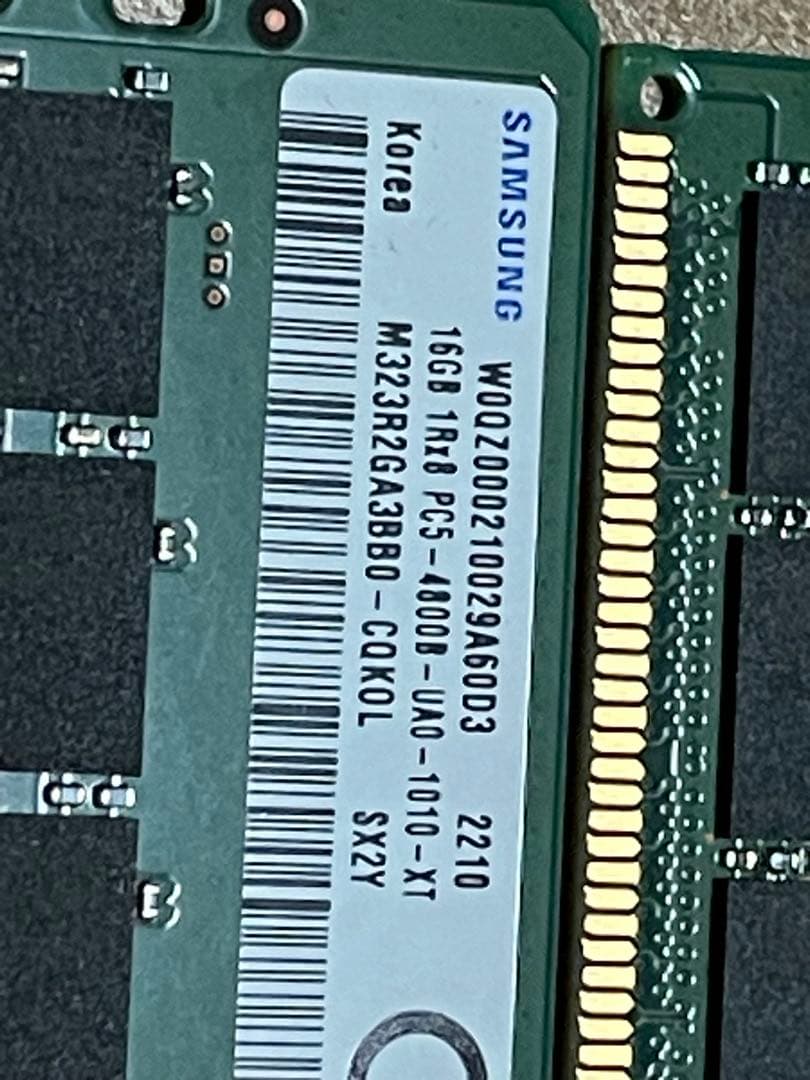 SAMSUNG
W0QZ000210029A60D3 2210
16GB 1Rx8 PC5-4800B-UA0-1010-XT
Korea M323R2GA3BB0-CQKOL SX2Y